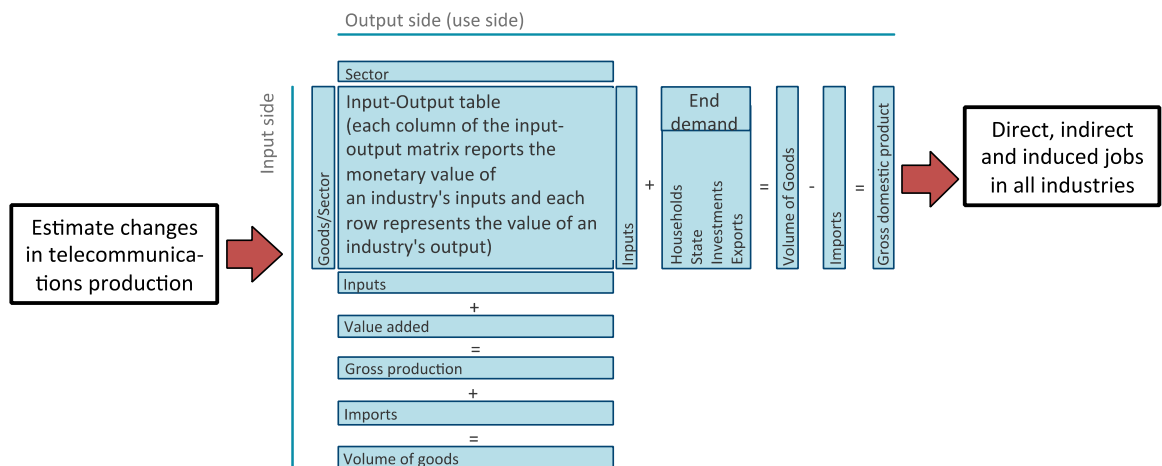 Output side (use side)
Input side
Sector
Goods/Sector
Input-Output table
(each column of the input-
output matrix reports the
monetary value of
an industry's inputs and each
row represents the value of an
industry's output)
Inputs
+
End
demand
Households
State
Investments
Exports
=
Volume of Goods
-
Imports
=
Gross domestic product
Direct, indirect
and induced jobs
in all industries
Estimate changes
in telecommunica-
tions production
Inputs
+
Value added
=
Gross production
+
Imports
=
Volume of goods